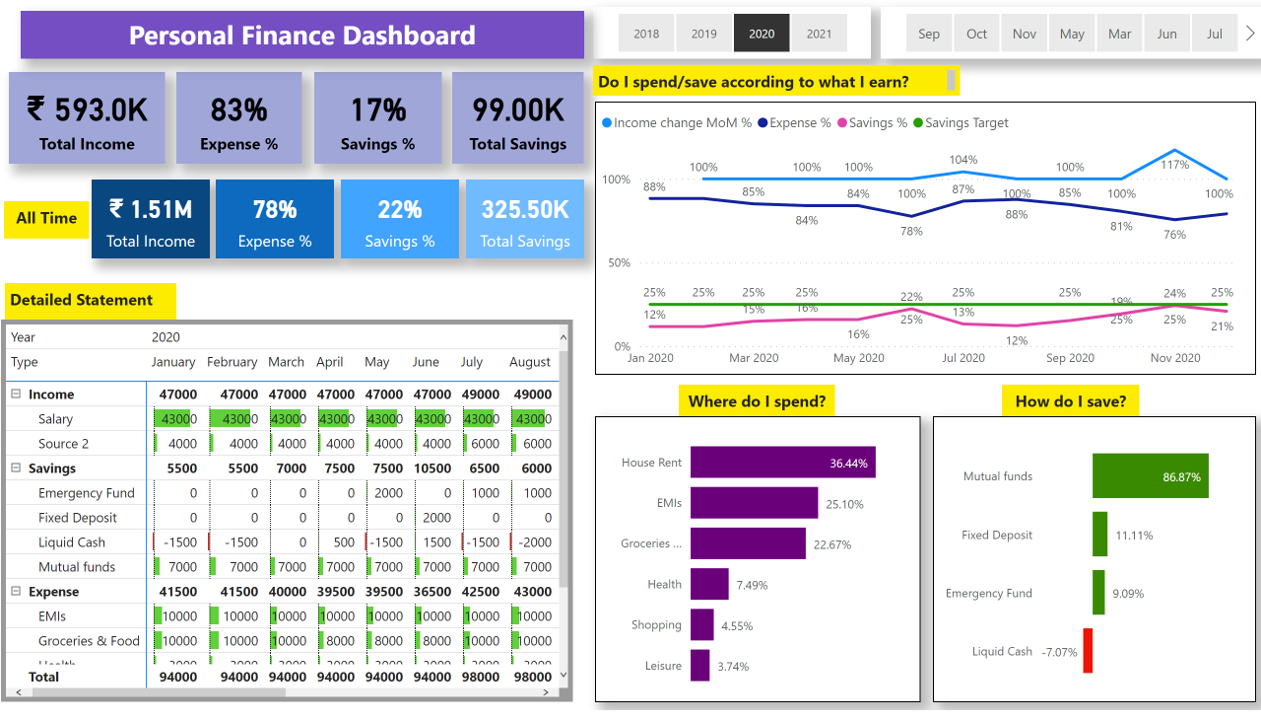 Personal Finance Dashboard
2018 2019 2020 2021
Sep Oct Nov May Mar Jun Jul
₹ 593.0K
Total Income
83%
Expense %
17%
Savings %
99.00K
Total Savings
All Time
₹ 1.51M
Total Income
78%
Expense %
22%
Savings %
325.50K
Total Savings
Do I spend/save according to what I earn?
Income change MoM % Expense % Savings % Savings Target
100% 100% 100% 104% 100% 117%
100%
88% 85% 84% 100% 87% 100% 85% 100% 100%
84% 78% 88% 81% 76%
50%
25% 25% 25% 25% 22% 25% 25% 19% 24% 25%
12% 15% 16% 16% 25% 13% 12% 15% 25% 25% 21%
0%
Jan 2020 Mar 2020 May 2020 Jul 2020 Sep 2020 Nov 2020
Detailed Statement
Year 2020
Type January February March April May June July August
Income 47000 47000 47000 47000 47000 47000 49000 49000
Salary 43000 43000 43000 43000 43000 43000 43000 43000
Source 2 4000 4000 4000 4000 4000 4000 6000 6000
Savings 5500 5500 7000 7500 7500 10500 6500 6000
Emergency Fund 0 0 0 0 2000 0 1000 1000
Fixed Deposit 0 0 0 0 0 2000 0 0
Liquid Cash -1500 -1500 0 500 -1500 1500 -1500 -2000
Mutual funds 7000 7000 7000 7000 7000 7000 7000 7000
Expense 41500 41500 40000 39500 39500 36500 42500 43000
EMIs 10000 10000 10000 10000 10000 10000 10000 10000
Groceries & Food 10000 10000 10000 8000 8000 8000 10000 10000
Total 94000 94000 94000 94000 94000 94000 98000 98000
Where do I spend?
House Rent 36.44%
EMIs 25.10%
Groceries ... 22.67%
Health 7.49%
Shopping 4.55%
Leisure 3.74%
How do I save?
Mutual funds 86.87%
Fixed Deposit 11.11%
Emergency Fund 9.09%
Liquid Cash -7.07%